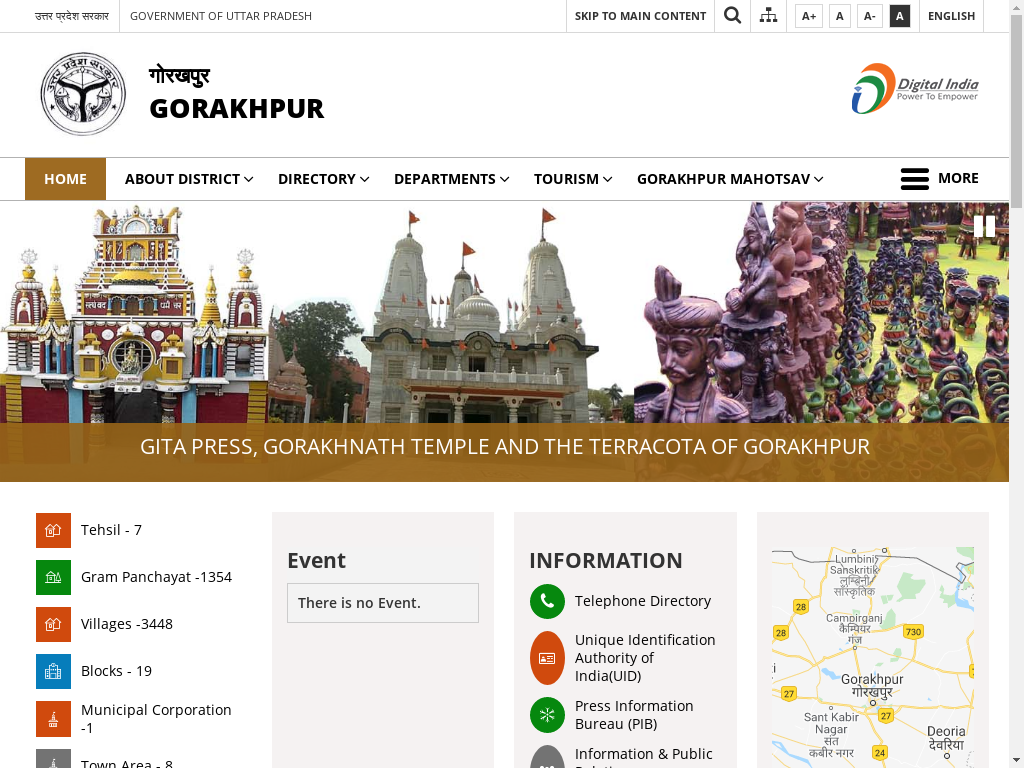 उत्तर प्रदेश सरकार GOVERNMENT OF UTTAR PRADESH SKIP TO MAIN CONTENT A+ A A- A ENGLISH
गोरखपुर
GORAKHPUR
Digital India
Power To Empower
HOME ABOUT DISTRICT DIRECTORY DEPARTMENTS TOURISM GORAKHPUR MAHOTSAV MORE
GITA PRESS, GORAKHNATH TEMPLE AND THE TERRACOTA OF GORAKHPUR
Tehsil - 7
Gram Panchayat -1354
Villages -3448
Blocks - 19
Municipal Corporation
-1
Town Area - 8
Event
There is no Event.
INFORMATION
Telephone Directory
Unique Identification
Authority of
India(UID)
Press Information
Bureau (PIB)
Information & Public
Lumbini
Sanskritik
लुम्बिनी
सांस्कृतिक
28
Campirganj
कैम्पियर
गंज
28
730
Gorakhpur
गोरखपुर
27
Sant Kabir
Nagar
संत
कबीर नगर
27
Deoria
देवरिया
24